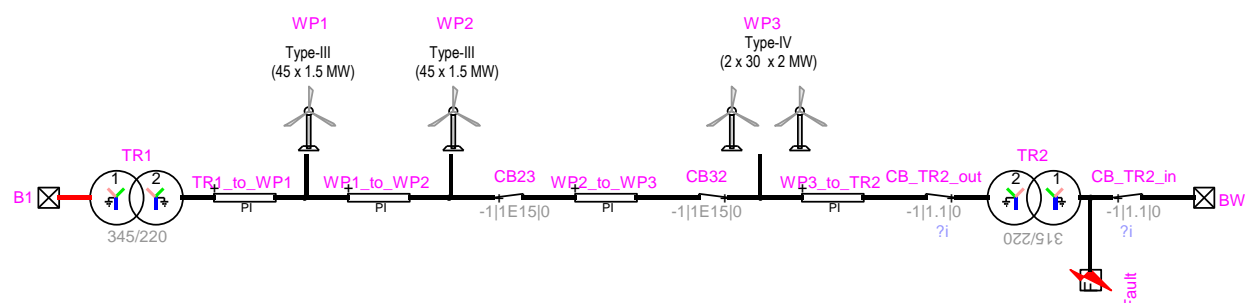 WP1
WP2
WP3
Type-III
(45 x 1.5 MW)
Type-III
(45 x 1.5 MW)
Type-IV
(2 x 30 x 2 MW)
TR1
TR2
TR1_to_WP1
WP1_to_WP2
CB23
WP2_to_WP3
CB32
WP3_to_TR2
CB_TR2_out
CB_TR2_in
B1
1
2
+
PI
+
PI
+
-1|1E15|0
+
PI
+
-1|1E15|0
+
PI
+
-1|1.1|0
?i
2
1
+
-1|1.1|0
?i
BW
345/220
315/220
F
Fault